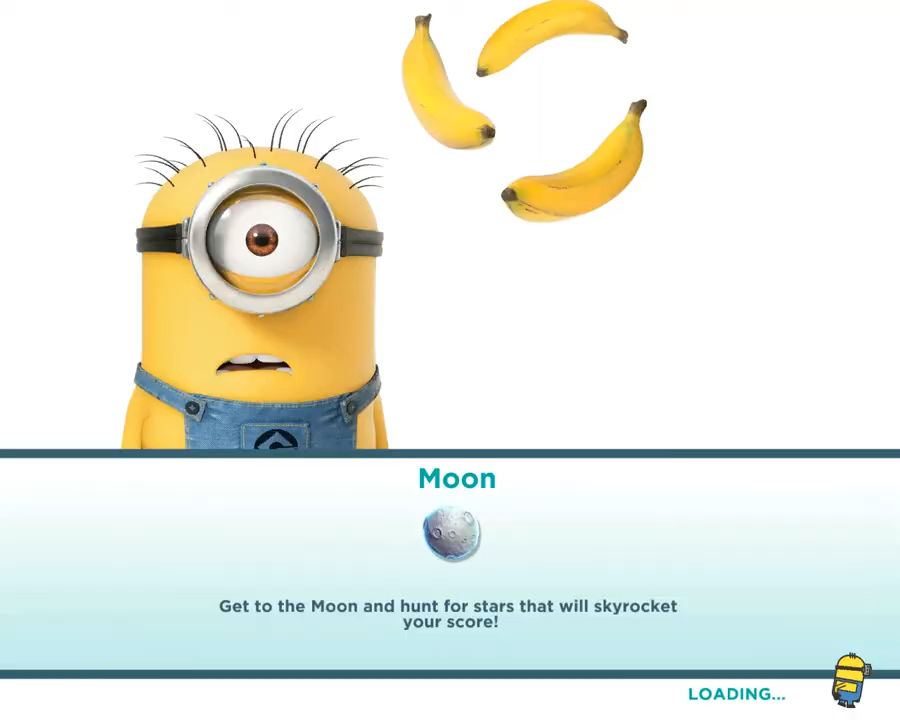 Moon
Get to the Moon and hunt for stars that will skyrocket
your score!
LOADING...